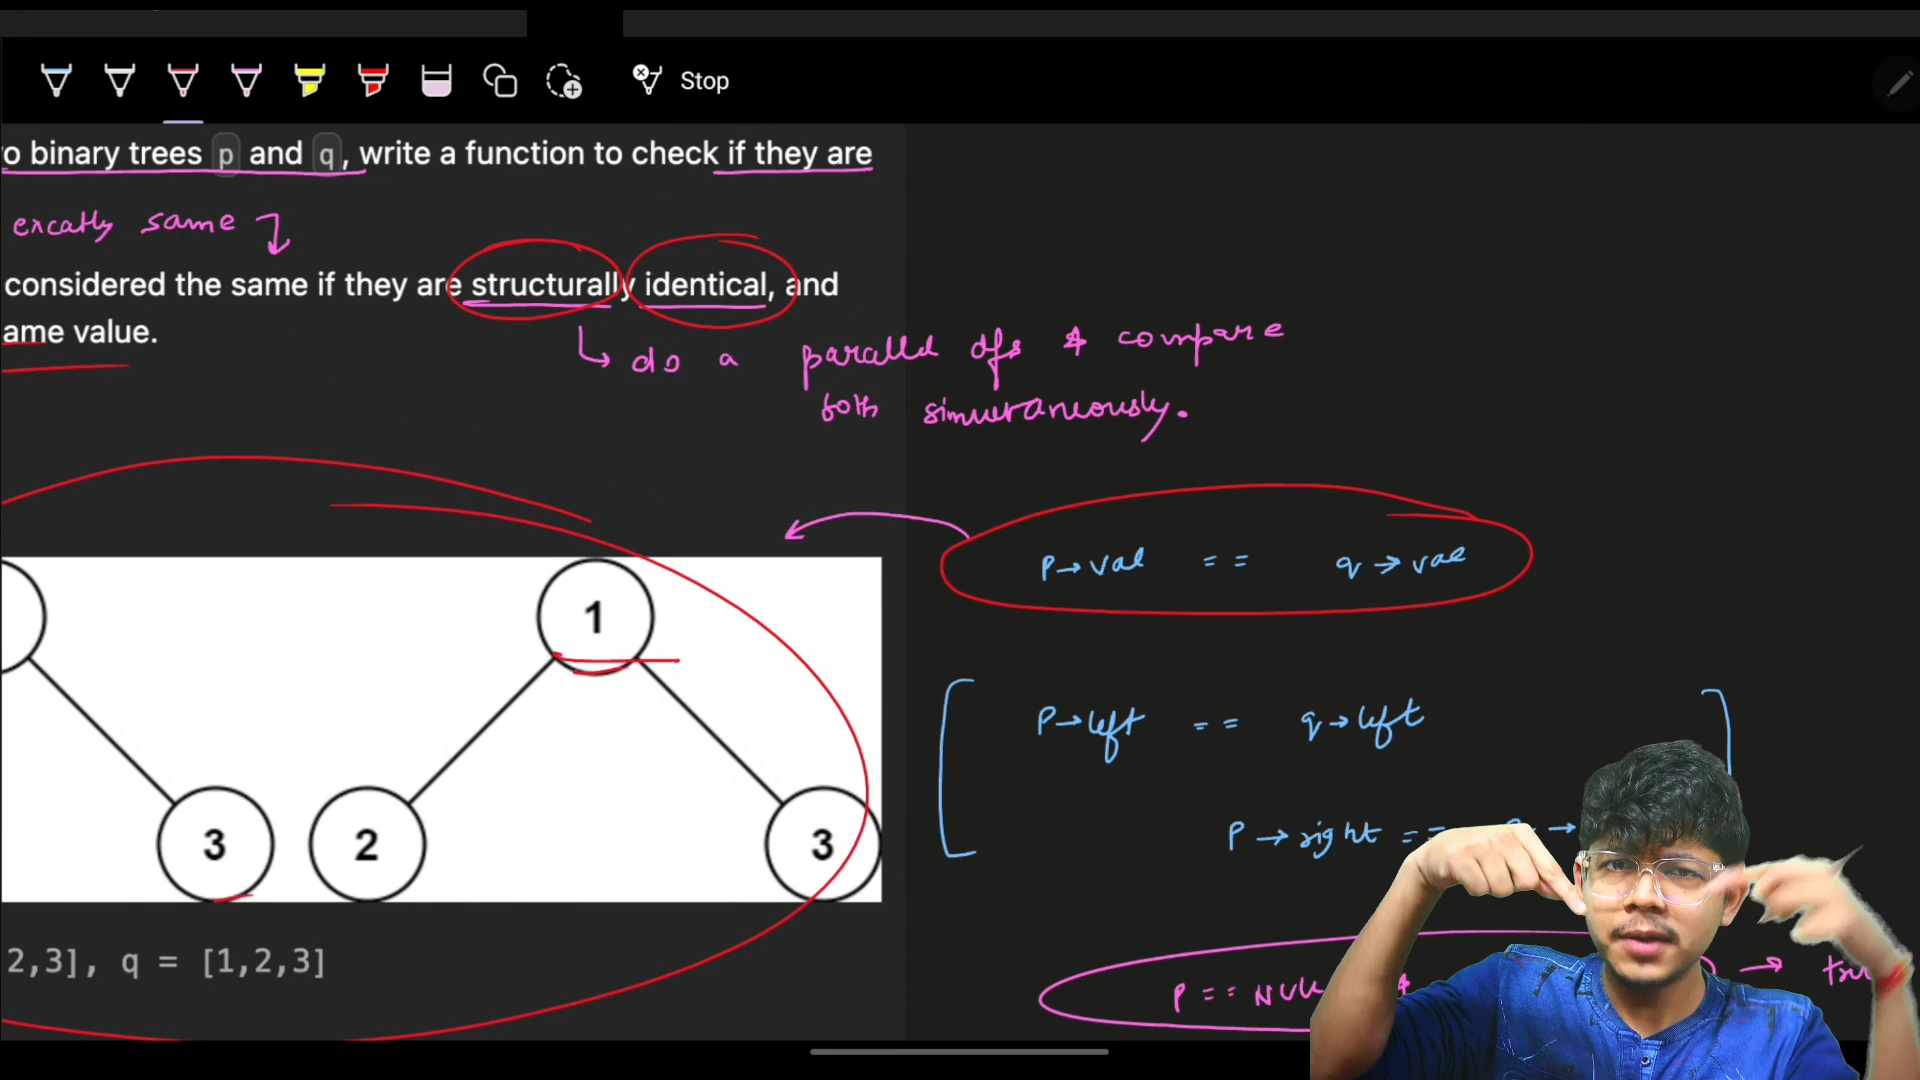 Stop
o binary trees p and q, write a function to check if they are
excatly same
considered the same if they are structurally identical, and
ame value.
do a parallel dfs & compare
both simultaneously.
p→val == q→val
1
p→left == q→left
3 2 3
p→right ==
2,3], q = [1,2,3]
p == NULL